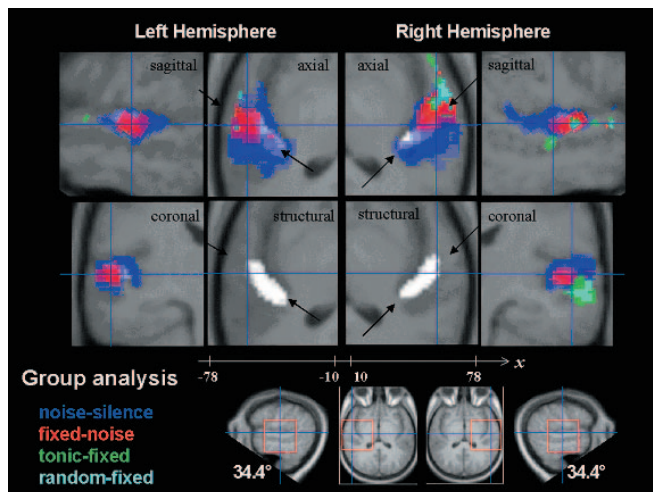 Left Hemisphere Right Hemisphere
sagittal axial axial sagittal
coronal structural structural coronal
x
-78 -10 10 78
Group analysis
noise-silence
fixed-noise
tonic-fixed
random-fixed
34.4° 34.4°